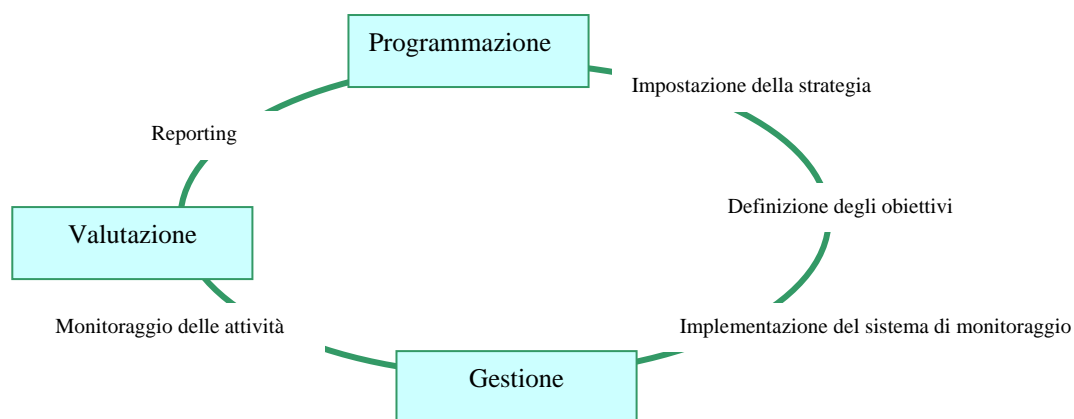 Programmazione
Impostazione della strategia
Reporting
Definizione degli obiettivi
Valutazione
Monitoraggio delle attività
Implementazione del sistema di monitoraggio
Gestione